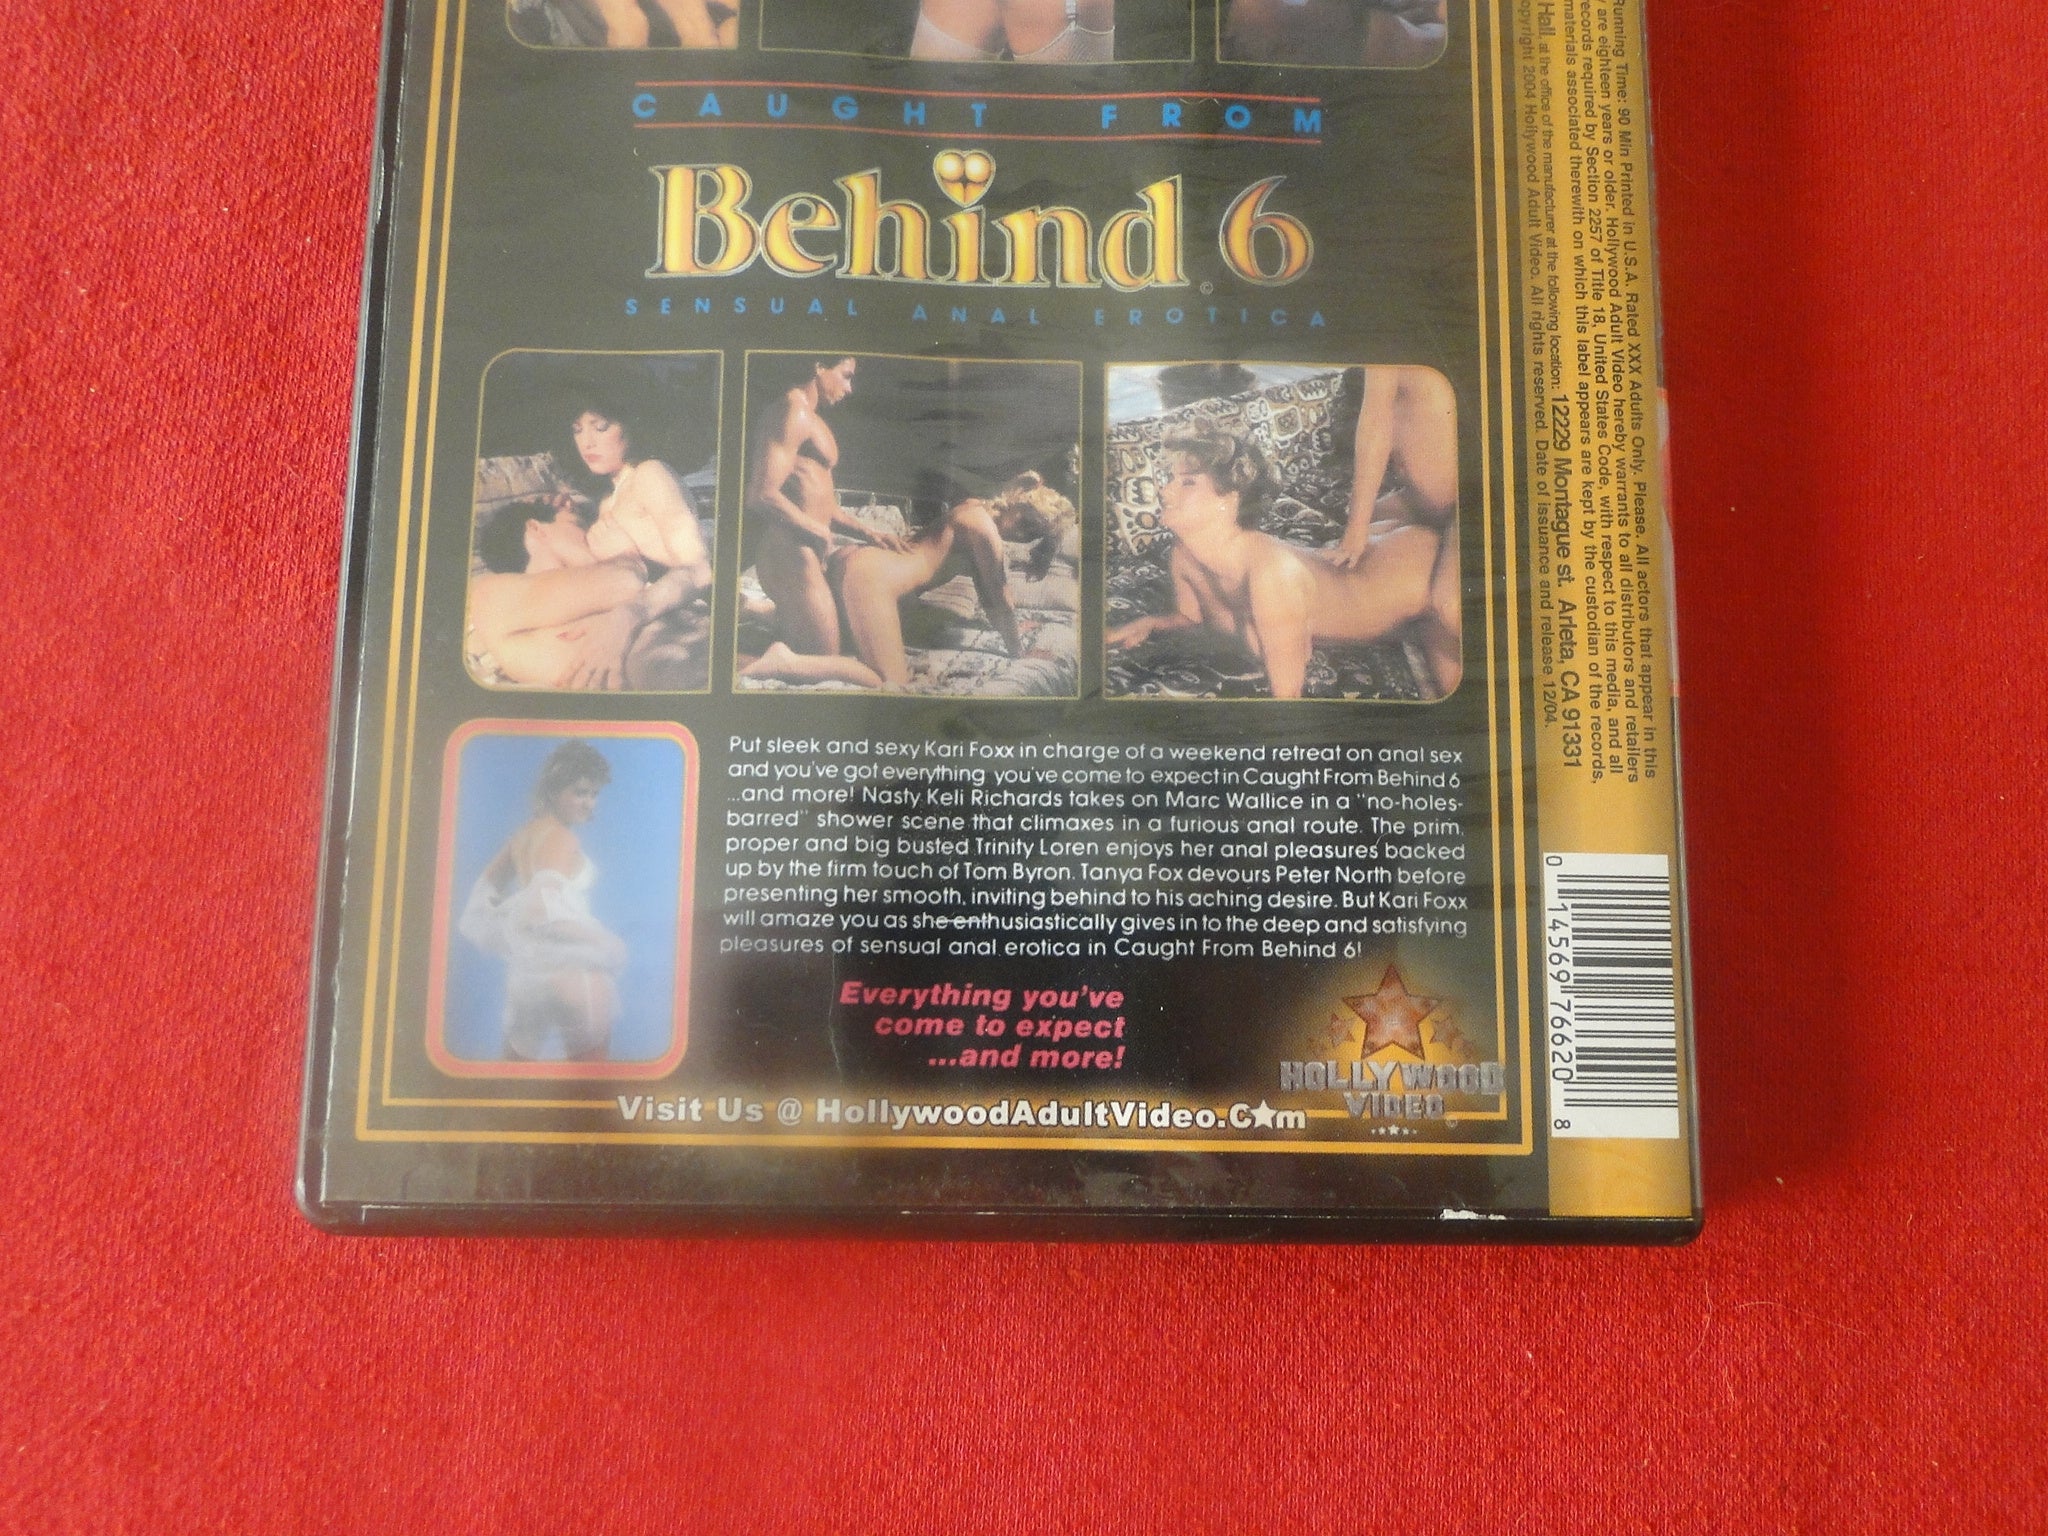 CAUGHT FROM
Behind 6
©
SENSUAL ANAL EROTICA
Put sleek and sexy Kari Foxx in charge of a weekend retreat on anal sex
and you've got everything you've come to expect in Caught From Behind 6
...and more! Nasty Keli Richards takes on Marc Wallice in a "no-holes-
barred" shower scene that climaxes in a furious anal route. The prim,
proper and big busted Trinity Loren enjoys her anal pleasures backed
up by the firm touch of Tom Byron. Tanya Fox devours Peter North before
presenting her smooth, inviting behind to his aching desire. But Kari Foxx
will amaze you as she enthusiastically gives in to the deep and satisfying
pleasures of sensual anal erotica in Caught From Behind 6!
Everything you've
come to expect
...and more!
HOLLYWOOD
VIDEO
©
Visit Us @ HollywoodAdultVideo.C★m
Running Time: 90 Min Printed in U.S.A. Rated XXX Adults Only. Please. All actors that appear in this
are eighteen years or older. Hollywood Adult Video hereby warrants to all distributors and retailers
records required by Section 2257 of Title 18, United States Code, with respect to this media, and all
materials associated therewith on which this label appears are kept by the custodian of the records,
Hall, at the office of the manufacturer at the following location: 12229 Montague st. Arleta, CA 91331
Copyright 2004 Hollywood Adult Video. All rights reserved. Date of issuance and release 12/04.
0 14569 76620 8